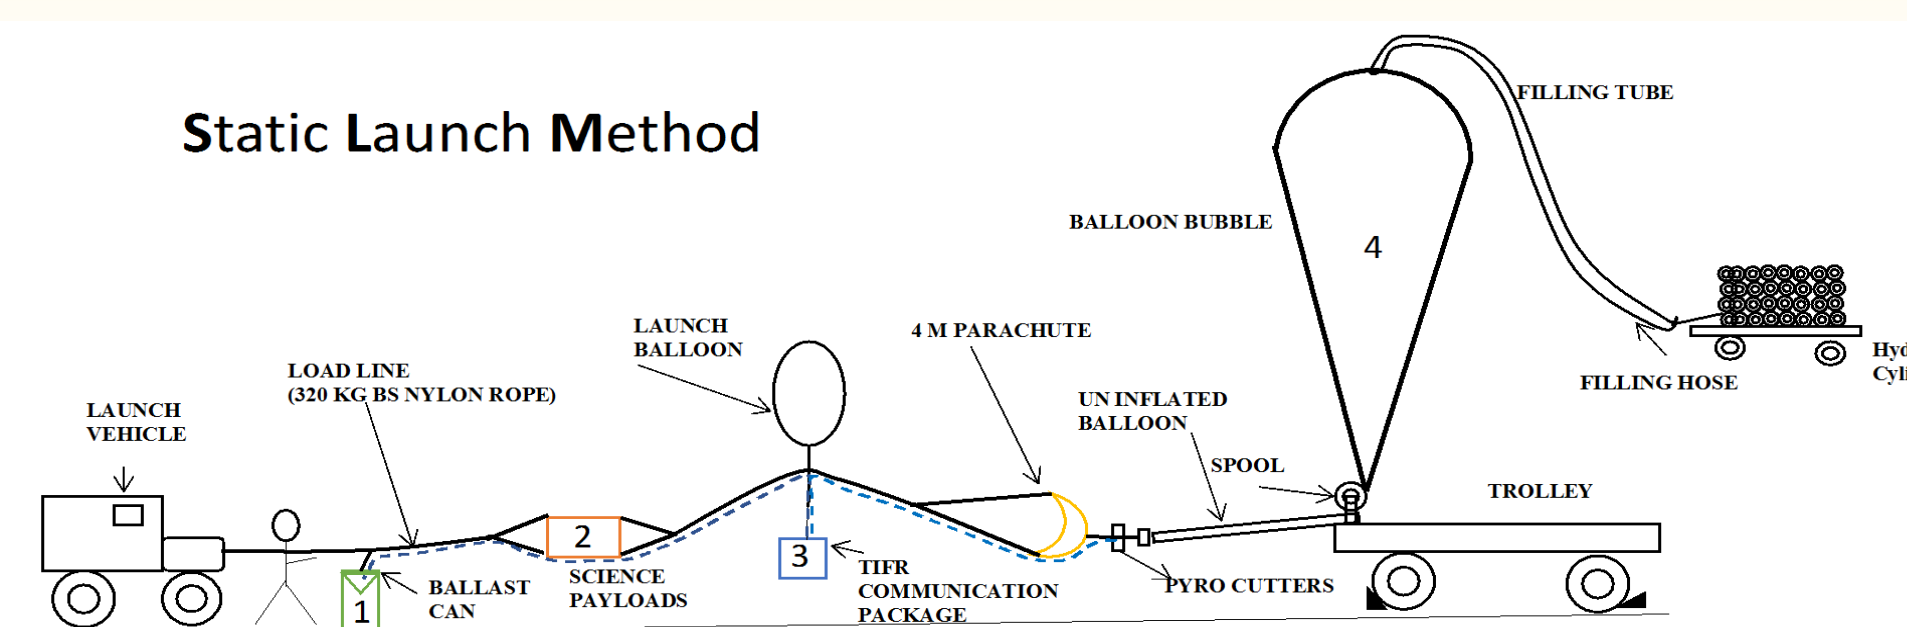 Static Launch Method
FILLING TUBE
BALLOON BUBBLE
4
LAUNCH
BALLOON
4 M PARACHUTE
LOAD LINE
(320 KG BS NYLON ROPE)
LAUNCH
VEHICLE
UN INFLATED
BALLOON
SPOOL
TROLLEY
FILLING HOSE
Hyd
Cyli
2
3
1
BALLAST
CAN
SCIENCE
PAYLOADS
TIFR
COMMUNICATION
PACKAGE
PYRO CUTTERS